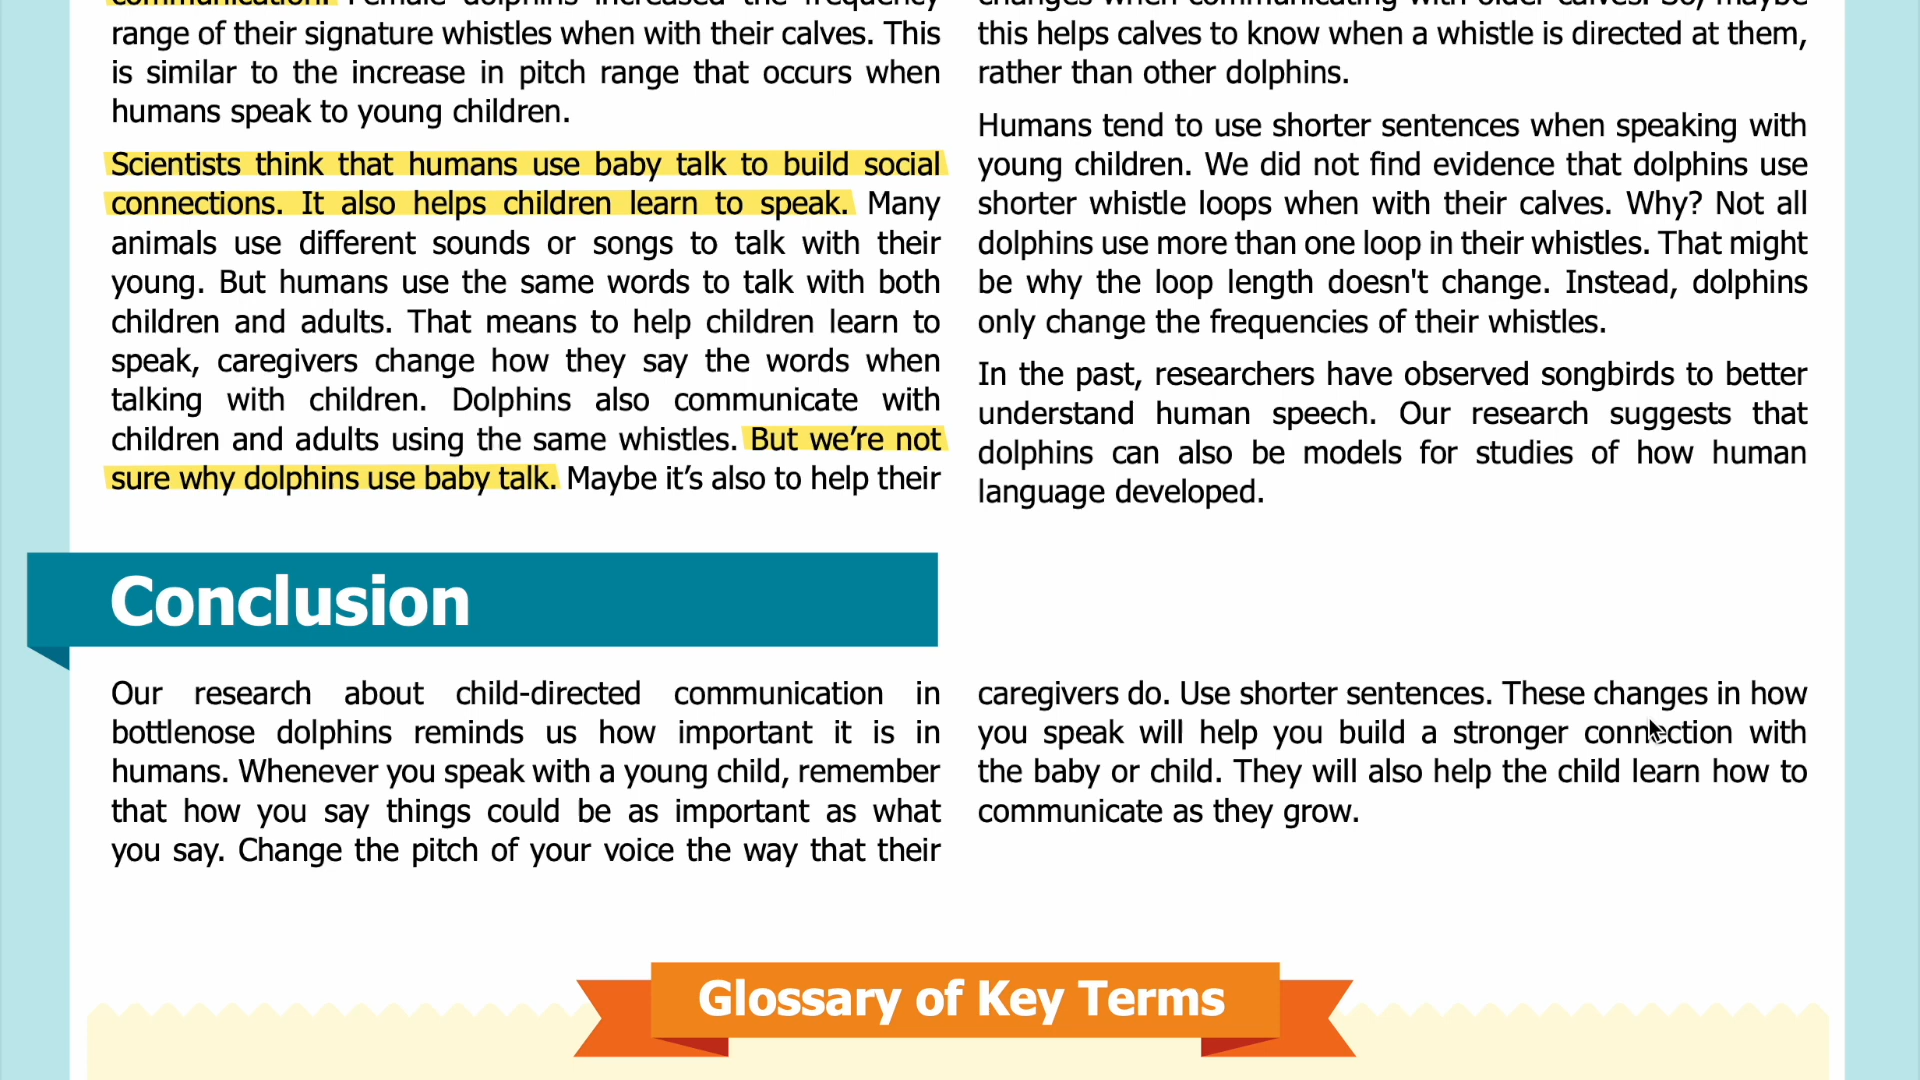 communication. Female dolphins increased the frequency
range of their signature whistles when with their calves. This
is similar to the increase in pitch range that occurs when
humans speak to young children.
Scientists think that humans use baby talk to build social
connections. It also helps children learn to speak. Many
animals use different sounds or songs to talk with their
young. But humans use the same words to talk with both
children and adults. That means to help children learn to
speak, caregivers change how they say the words when
talking with children. Dolphins also communicate with
children and adults using the same whistles. But we’re not
sure why dolphins use baby talk. Maybe it’s also to help their
changes when communicating with older calves. So, maybe
this helps calves to know when a whistle is directed at them,
rather than other dolphins.
Humans tend to use shorter sentences when speaking with
young children. We did not find evidence that dolphins use
shorter whistle loops when with their calves. Why? Not all
dolphins use more than one loop in their whistles. That might
be why the loop length doesn't change. Instead, dolphins
only change the frequencies of their whistles.
In the past, researchers have observed songbirds to better
understand human speech. Our research suggests that
dolphins can also be models for studies of how human
language developed.
Conclusion
Our research about child-directed communication in
bottlenose dolphins reminds us how important it is in
humans. Whenever you speak with a young child, remember
that how you say things could be as important as what
you say. Change the pitch of your voice the way that their
caregivers do. Use shorter sentences. These changes in how
you speak will help you build a stronger connection with
the baby or child. They will also help the child learn how to
communicate as they grow.
Glossary of Key Terms